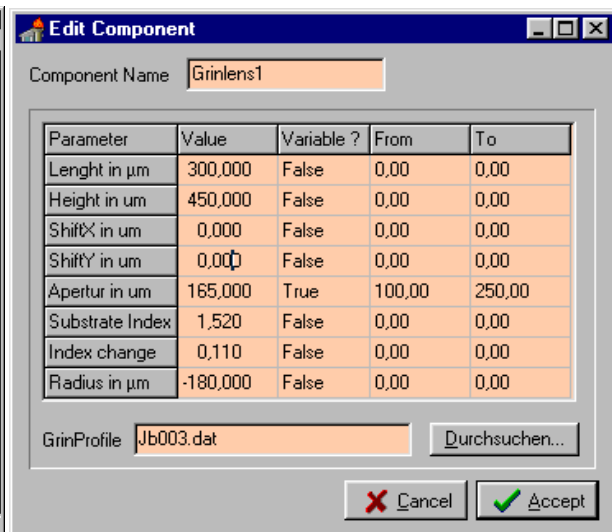 Edit Component
Component Name Grinlens1
Parameter Value Variable ? From To
Lenght in µm 300,000 False 0,00 0,00
Height in um 450,000 False 0,00 0,00
ShiftX in um 0,000 False 0,00 0,00
ShiftY in um 0,000 False 0,00 0,00
Apertur in um 165,000 True 100,00 250,00
Substrate Index 1,520 False 0,00 0,00
Index change 0,110 False 0,00 0,00
Radius in µm -180,000 False 0,00 0,00
GrinProfile Jb003.dat Durchsuchen...
Cancel Accept